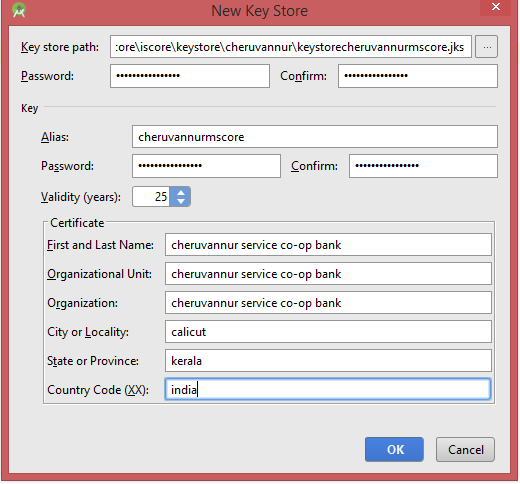 New Key Store
Key store path: :ore\iscore\keystore\cheruvannur\keystorecheruvannurmscore.jks ...
Password: •••••••••••••••• Confirm: ••••••••••••••••
Key
Alias: cheruvannurmscore
Password: •••••••••••••••• Confirm: ••••••••••••••••
Validity (years): 25
Certificate
First and Last Name: cheruvannur service co-op bank
Organizational Unit: cheruvannur service co-op bank
Organization: cheruvannur service co-op bank
City or Locality: calicut
State or Province: kerala
Country Code (XX): india
OK Cancel